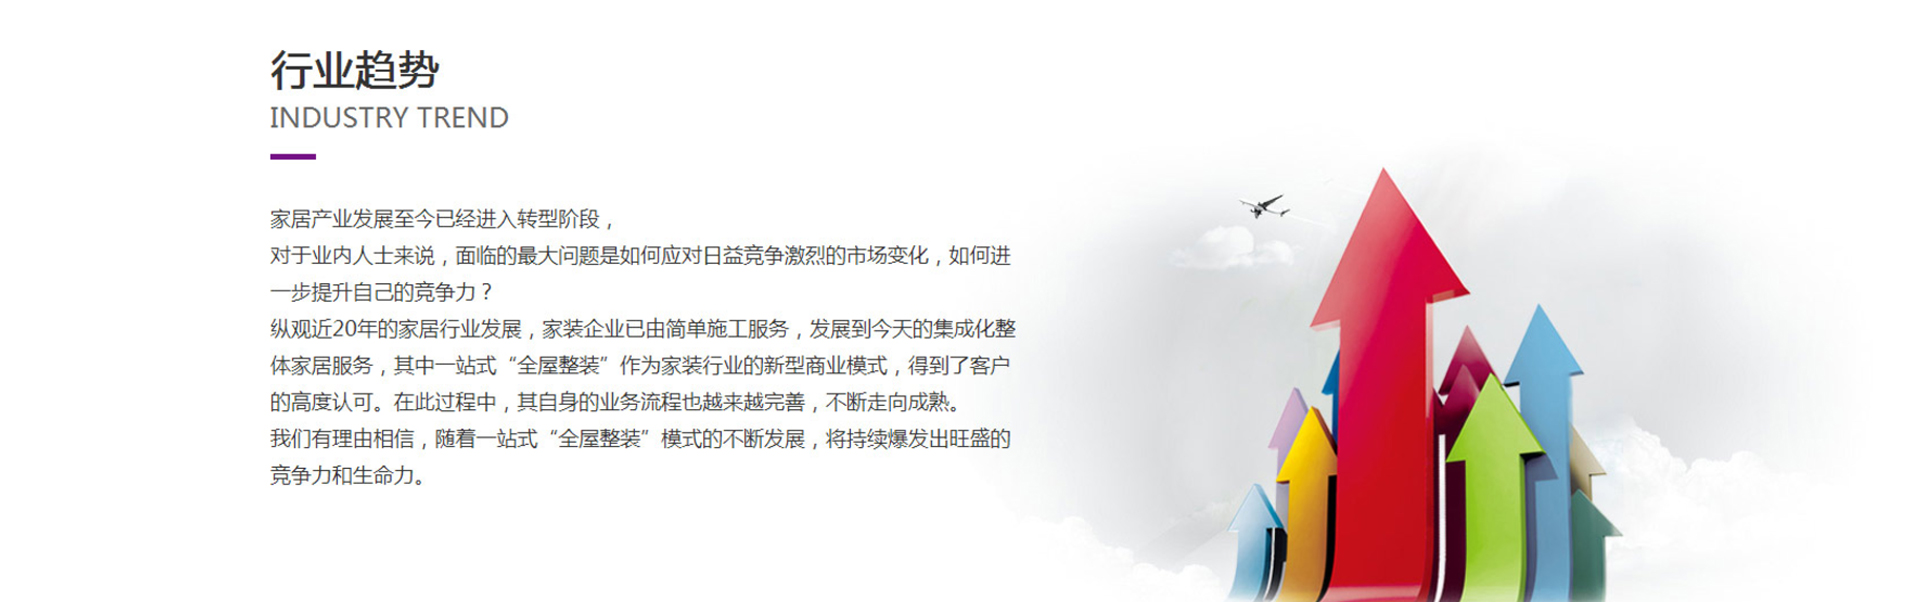 行业趋势
INDUSTRY TREND
家居产业发展至今已经进入转型阶段，
对于业内人士来说，面临的最大问题是如何应对日益竞争激烈的市场变化，如何进
一步提升自己的竞争力？
纵观近20年的家居行业发展，家装企业已由简单施工服务，发展到今天的集成化整
体家居服务，其中一站式“全屋整装”作为家装行业的新型商业模式，得到了客户
的高度认可。在此过程中，其自身的业务流程也越来越完善，不断走向成熟。
我们有理由相信，随着一站式“全屋整装”模式的不断发展，将持续爆发出旺盛的
竞争力和生命力。